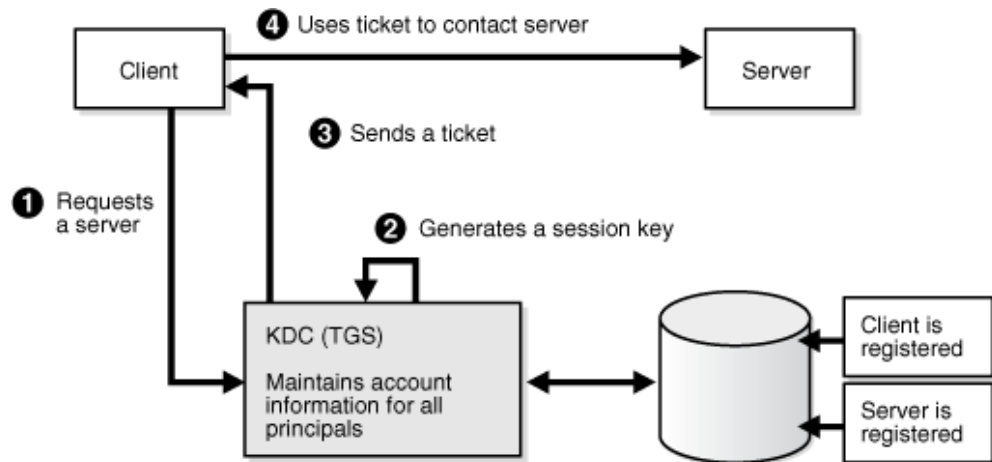 4 Uses ticket to contact server
Client
Server
3 Sends a ticket
1 Requests
a server
2 Generates a session key
KDC (TGS)
Maintains account
information for all
principals
Client is
registered
Server is
registered